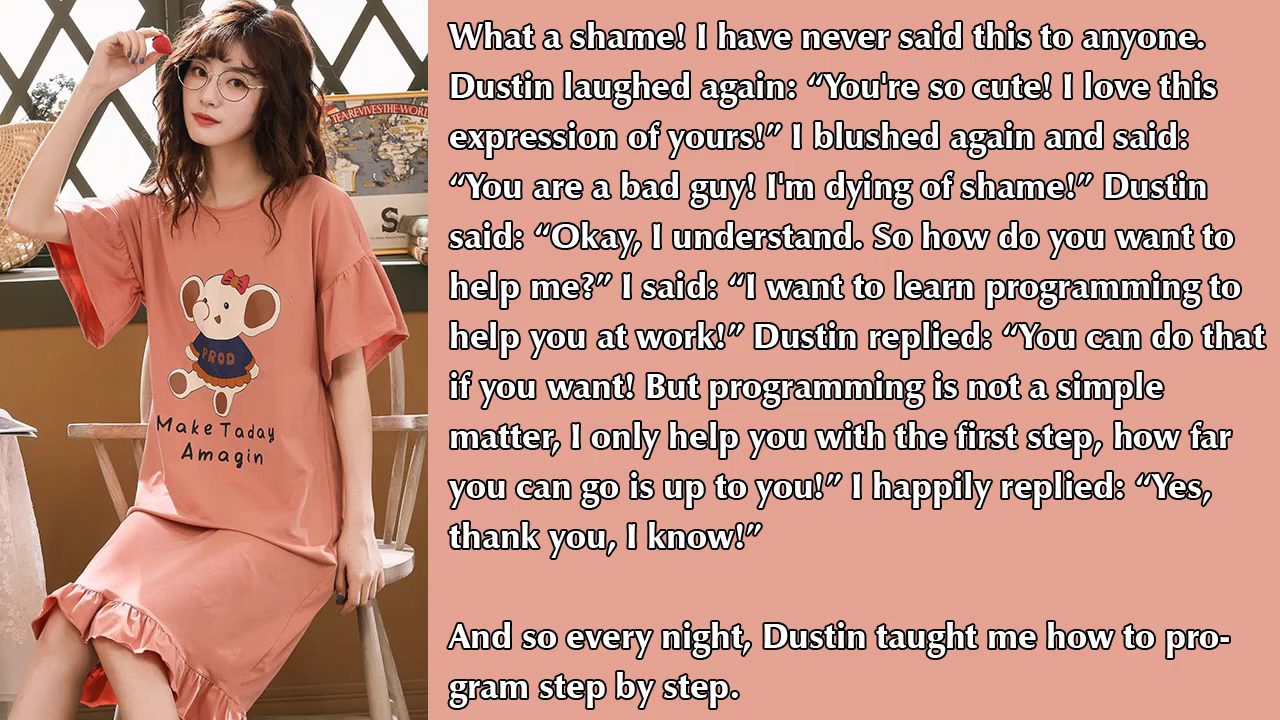 What a shame! I have never said this to anyone.
Dustin laughed again: “You're so cute! I love this
expression of yours!” I blushed again and said:
“You are a bad guy! I'm dying of shame!” Dustin
said: “Okay, I understand. So how do you want to
help me?” I said: “I want to learn programming to
help you at work!” Dustin replied: “You can do that
if you want! But programming is not a simple
matter, I only help you with the first step, how far
you can go is up to you!” I happily replied: “Yes,
thank you, I know!”
And so every night, Dustin taught me how to pro-
gram step by step.
TEA·REVIVES·THE·WORLD
S
PROD
Make Taday
Amagin